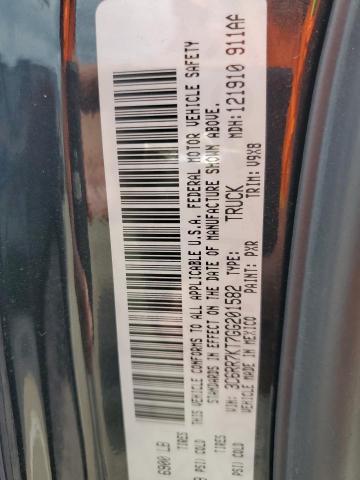 6900 LB
TIRES
PSI/ COLD
TIRES
PSI/ COLD
THIS VEHICLE CONFORMS TO ALL APPLICABLE U.S.A. FEDERAL MOTOR VEHICLE SAFETY
STANDARDS IN EFFECT ON THE DATE OF MANUFACTURE SHOWN ABOVE.
VIN: 3C6RR7KT7GG201582 TYPE: TRUCK MDH: 121910 911AA
MADE IN MEXICO PAINT: PXR TRIM: V9X8